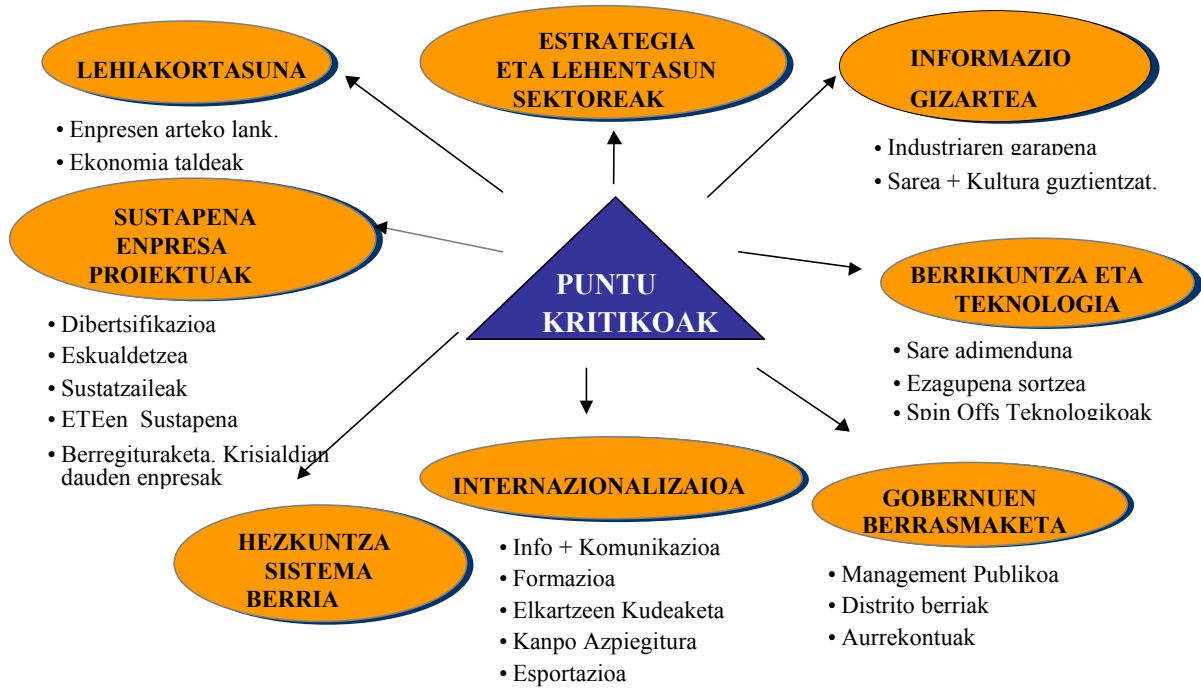 LEHIAKORTASUNA
• Enpresen arteko lank.
• Ekonomia taldeak
ESTRATEGIA
ETA LEHENTASUN
SEKTOREAK
INFORMAZIO
GIZARTEA
• Industriaren garapena
• Sarea + Kultura guztientzat.
SUSTAPENA
ENPRESA
PROIEKTUAK
• Dibertsifikazioa
• Eskualdetzea
• Sustatzaileak
• ETEen Sustapena
• Berregituraketa. Krisialdian
dauden enpresak
PUNTU
KRITIKOAK
BERRIKUNTZA ETA
TEKNOLOGIA
• Sare adimenduna
• Ezagupena sortzea
• Spin Offs Teknologikoak
HEZKUNTZA
SISTEMA
BERRIA
INTERNAZIONALIZAIOA
• Info + Komunikazioa
• Formazioa
• Elkartzeen Kudeaketa
• Kanpo Azpiegitura
• Esportazioa
GOBERNUEN
BERRASMAKETA
• Management Publikoa
• Distrito berriak
• Aurrekontuak